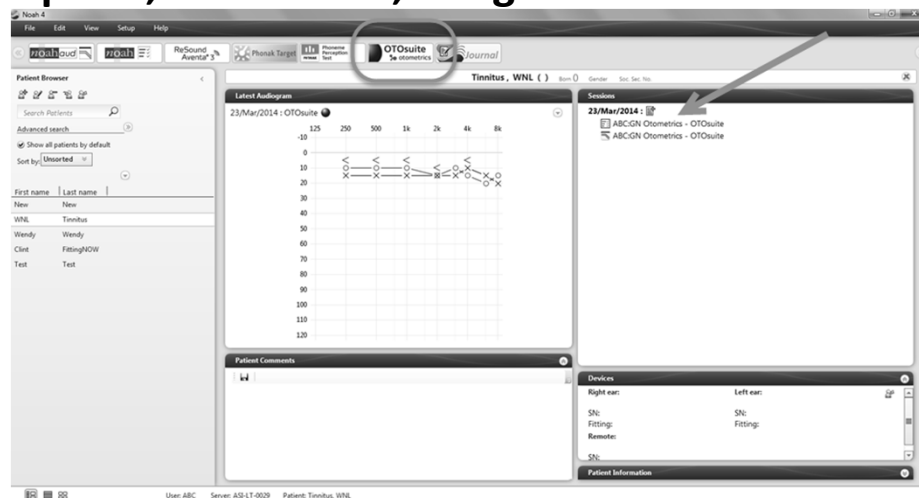 Noah 4
File Edit View Setup Help
noah aud noah ReSound Aventa® 3 Phonak Target Phoneme Perception Test OTOsuite otometrics Journal
Patient Browser
Search Patients
Advanced search
Show all patients by default
Sort by: Unsorted
First name Last name
New New
WNL Tinnitus
Wendy Wendy
Clint FittingNOW
Test Test
Tinnitus , WNL ( ) Born () Gender Soc Sec. No.
Latest Audiogram
23/Mar/2014 : OTOsuite
125 250 500 1k 2k 4k 8k
-10
0
10
20
30
40
50
60
70
80
90
100
110
120
Patient Comments
Sessions
23/Mar/2014 :
ABC:GN Otometrics - OTOsuite
ABC:GN Otometrics - OTOsuite
Devices
Right ear: Left ear:
SN: SN:
Fitting: Fitting:
Remote:
SN:
Patient Information
User: ABC Server: ASI-LT-0029 Patient: Tinnitus, WNL